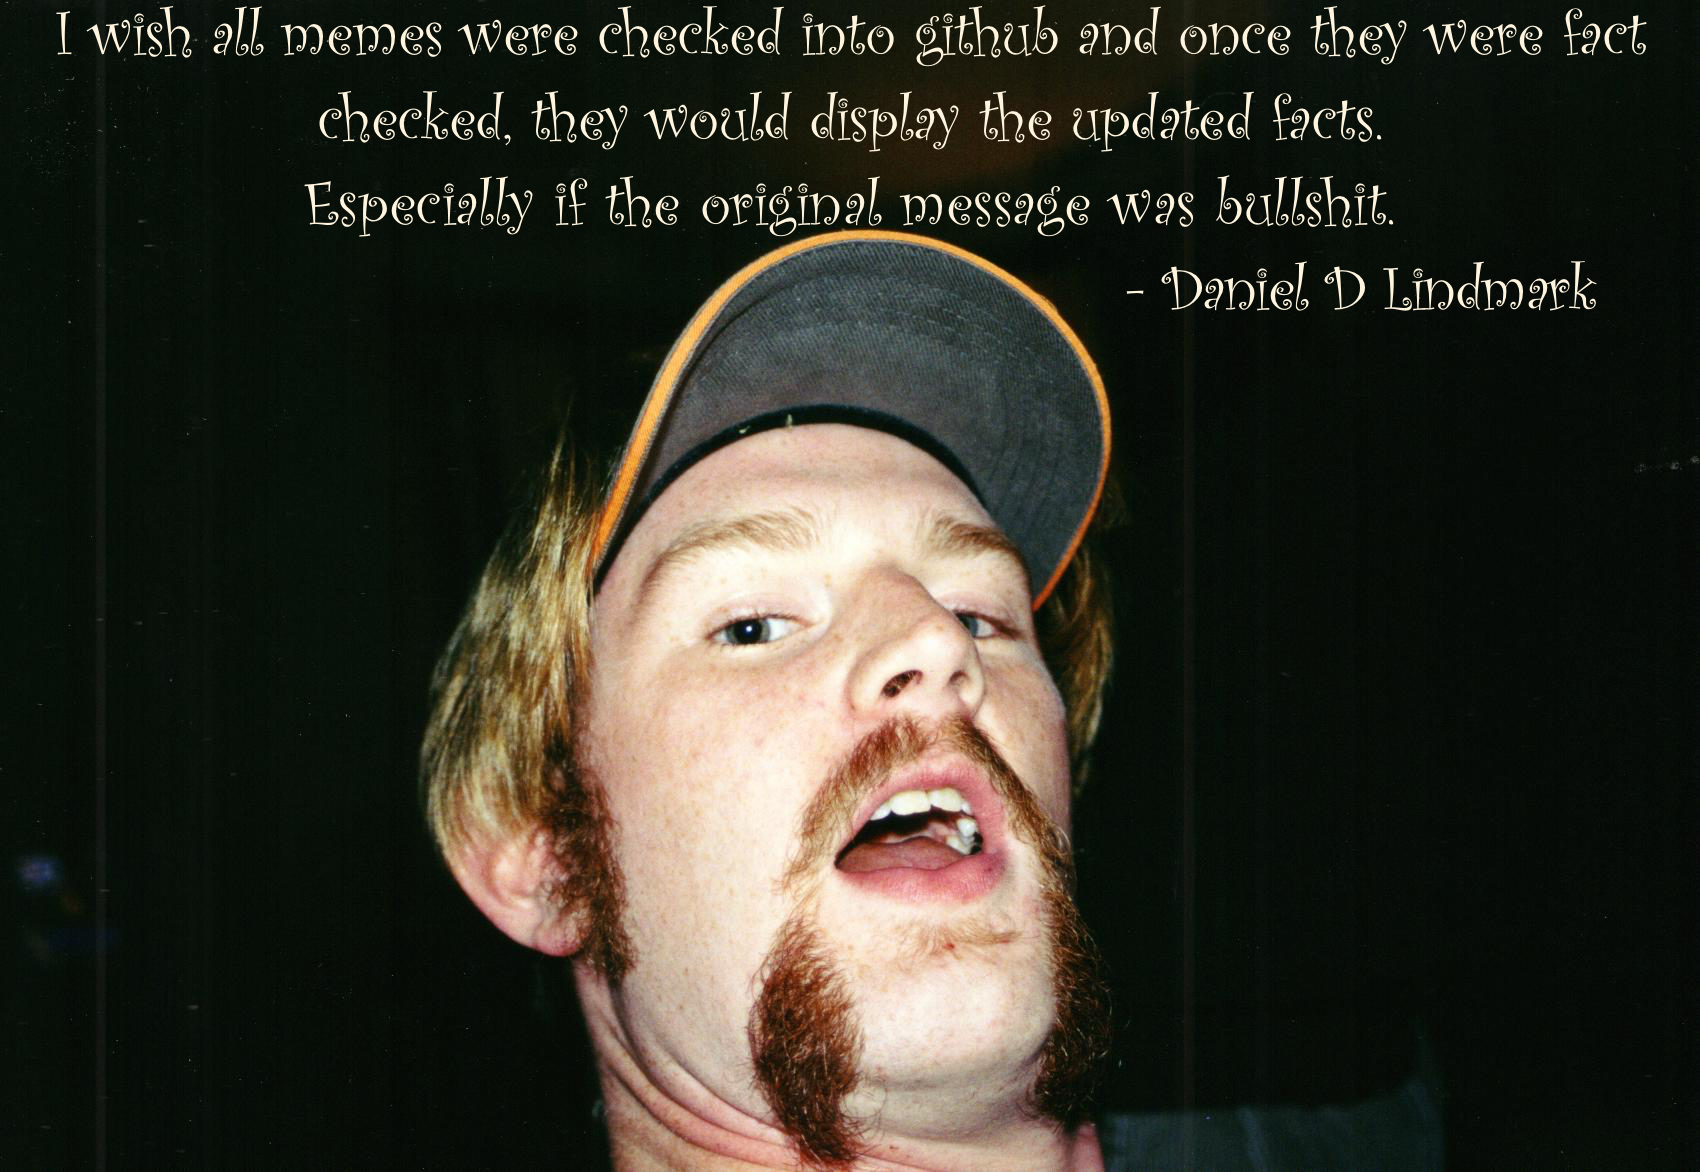 I wish all memes were checked into github and once they were fact
checked, they would display the updated facts.
Especially if the original message was bullshit.
- Daniel D Lindmark